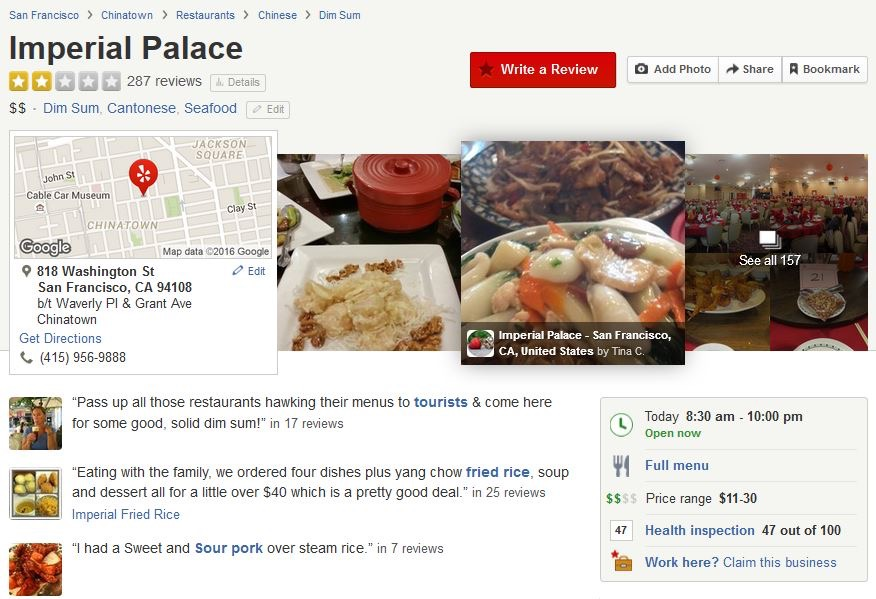 San Francisco > Chinatown > Restaurants > Chinese > Dim Sum
Imperial Palace
287 reviews Details
Write a Review
Add Photo Share Bookmark
$$ · Dim Sum, Cantonese, Seafood Edit
JACKSON
SQUARE
John St
Cable Car Museum
Clay St
CHINATOWN
Google Map data ©2016 Google
818 Washington St Edit
San Francisco, CA 94108
b/t Waverly Pl & Grant Ave
Chinatown
Get Directions
(415) 956-9888
Imperial Palace - San Francisco,
CA, United States by Tina C.
See all 157
21
“Pass up all those restaurants hawking their menus to tourists & come here
for some good, solid dim sum!” in 17 reviews
“Eating with the family, we ordered four dishes plus yang chow fried rice, soup
and dessert all for a little over $40 which is a pretty good deal.” in 25 reviews
Imperial Fried Rice
“I had a Sweet and Sour pork over steam rice.” in 7 reviews
Today 8:30 am - 10:00 pm
Open now
Full menu
$$$$ Price range $11-30
47 Health inspection 47 out of 100
Work here? Claim this business